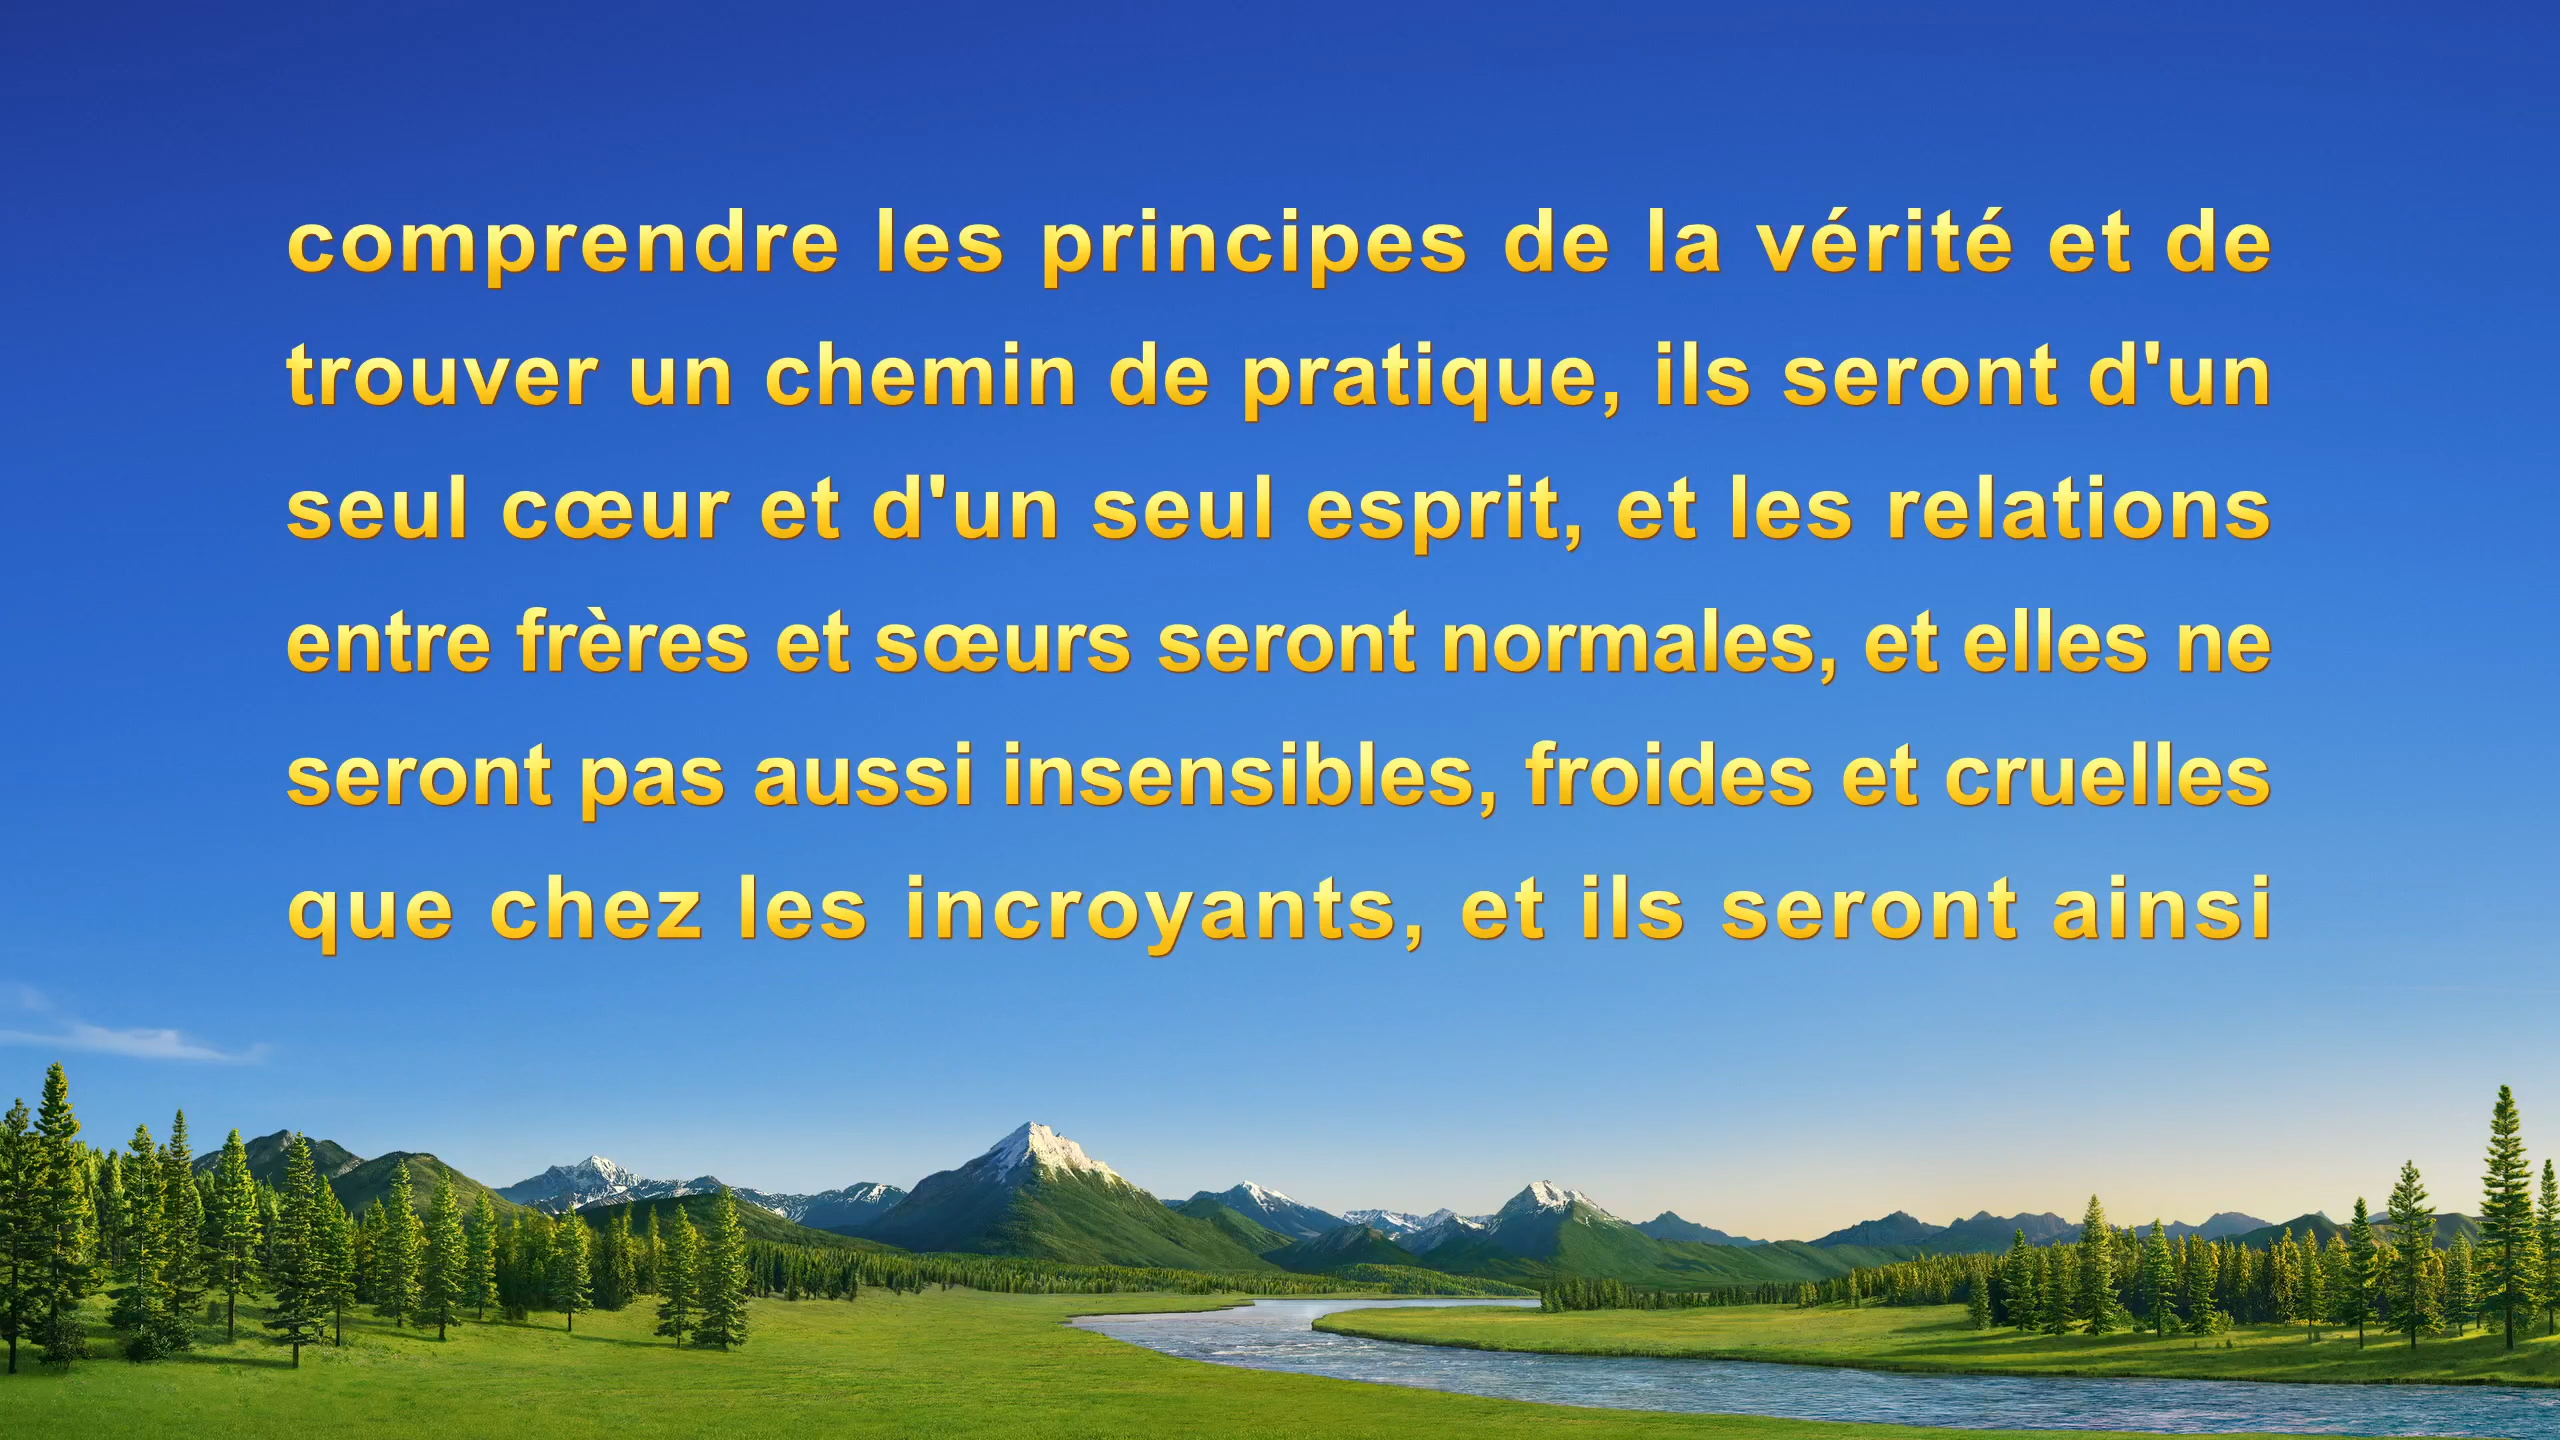 comprendre les principes de la vérité et de
trouver un chemin de pratique, ils seront d'un
seul cœur et d'un seul esprit, et les relations
entre frères et sœurs seront normales, et elles ne
seront pas aussi insensibles, froides et cruelles
que chez les incroyants, et ils seront ainsi